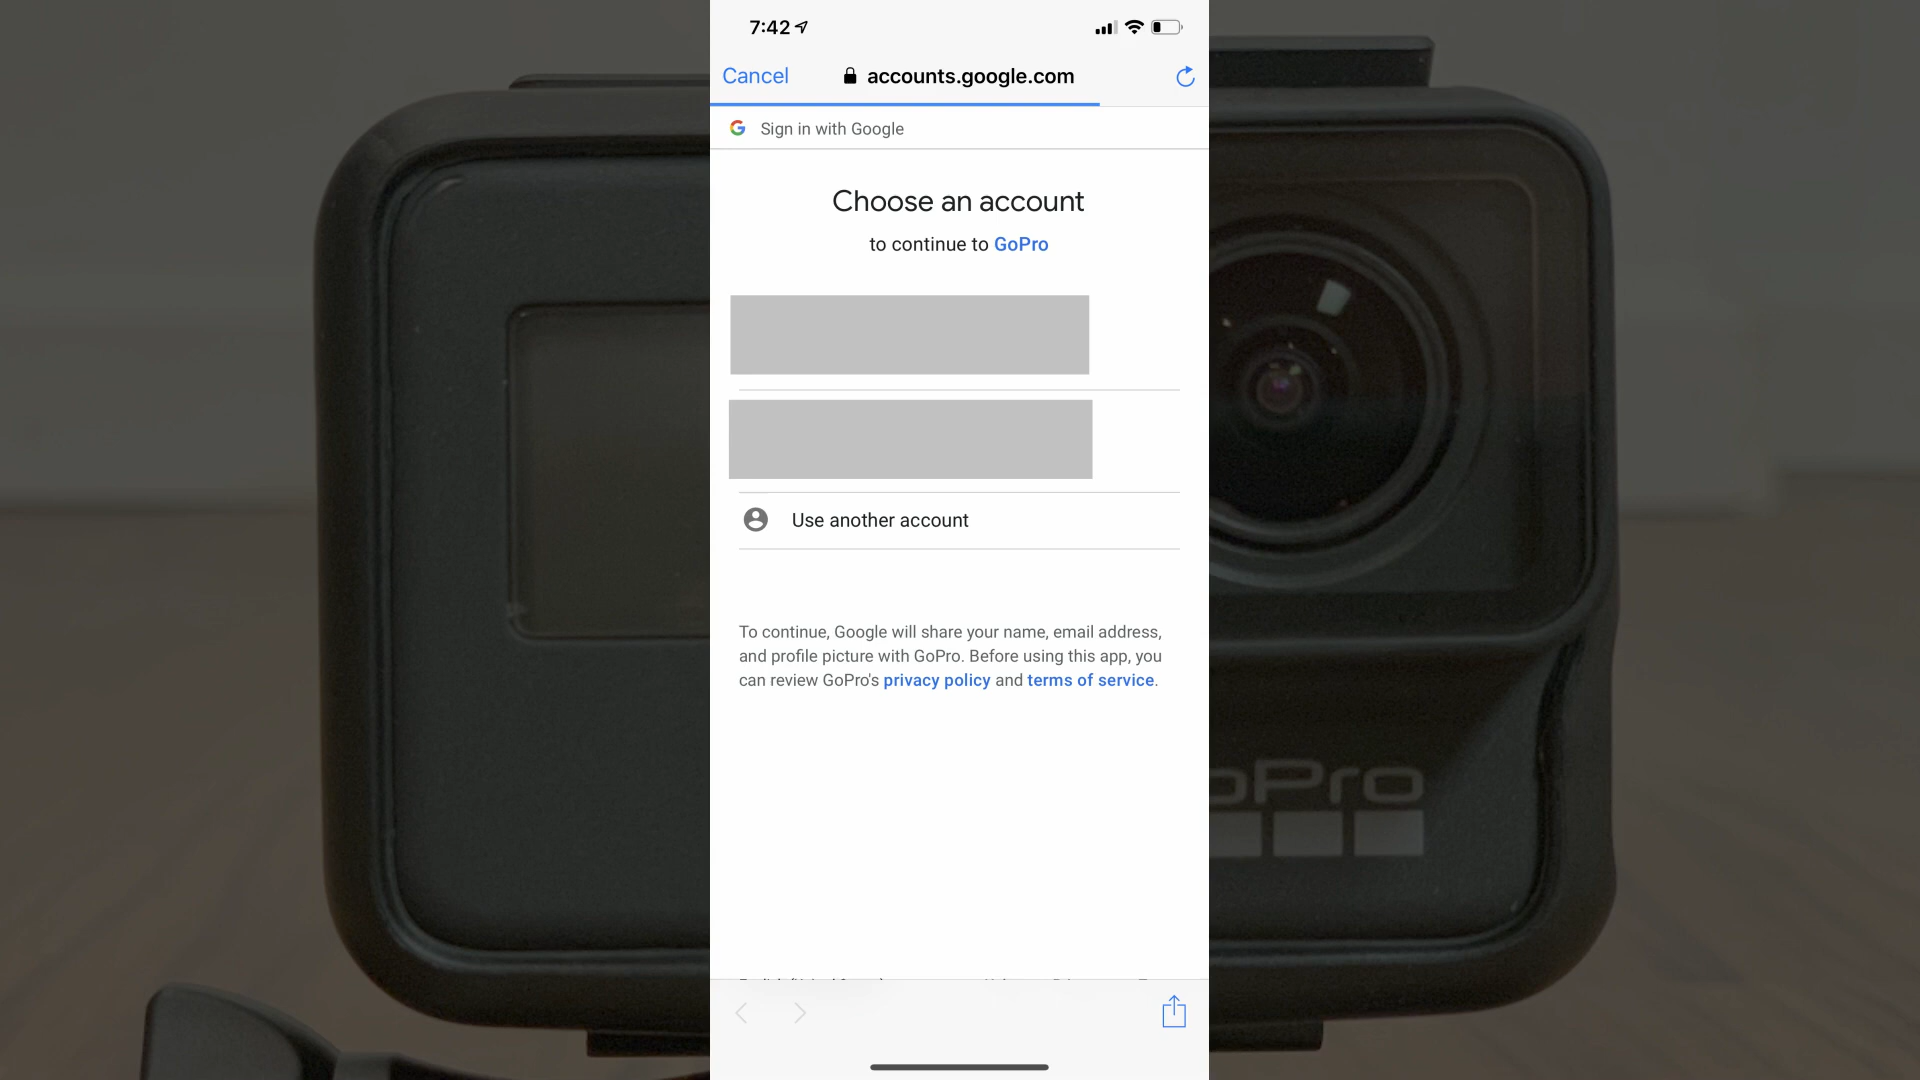 7:42
Cancel
accounts.google.com
Sign in with Google
Choose an account
to continue to GoPro
Use another account
To continue, Google will share your name, email address,
and profile picture with GoPro. Before using this app, you
can review GoPro's privacy policy and terms of service.
oPro